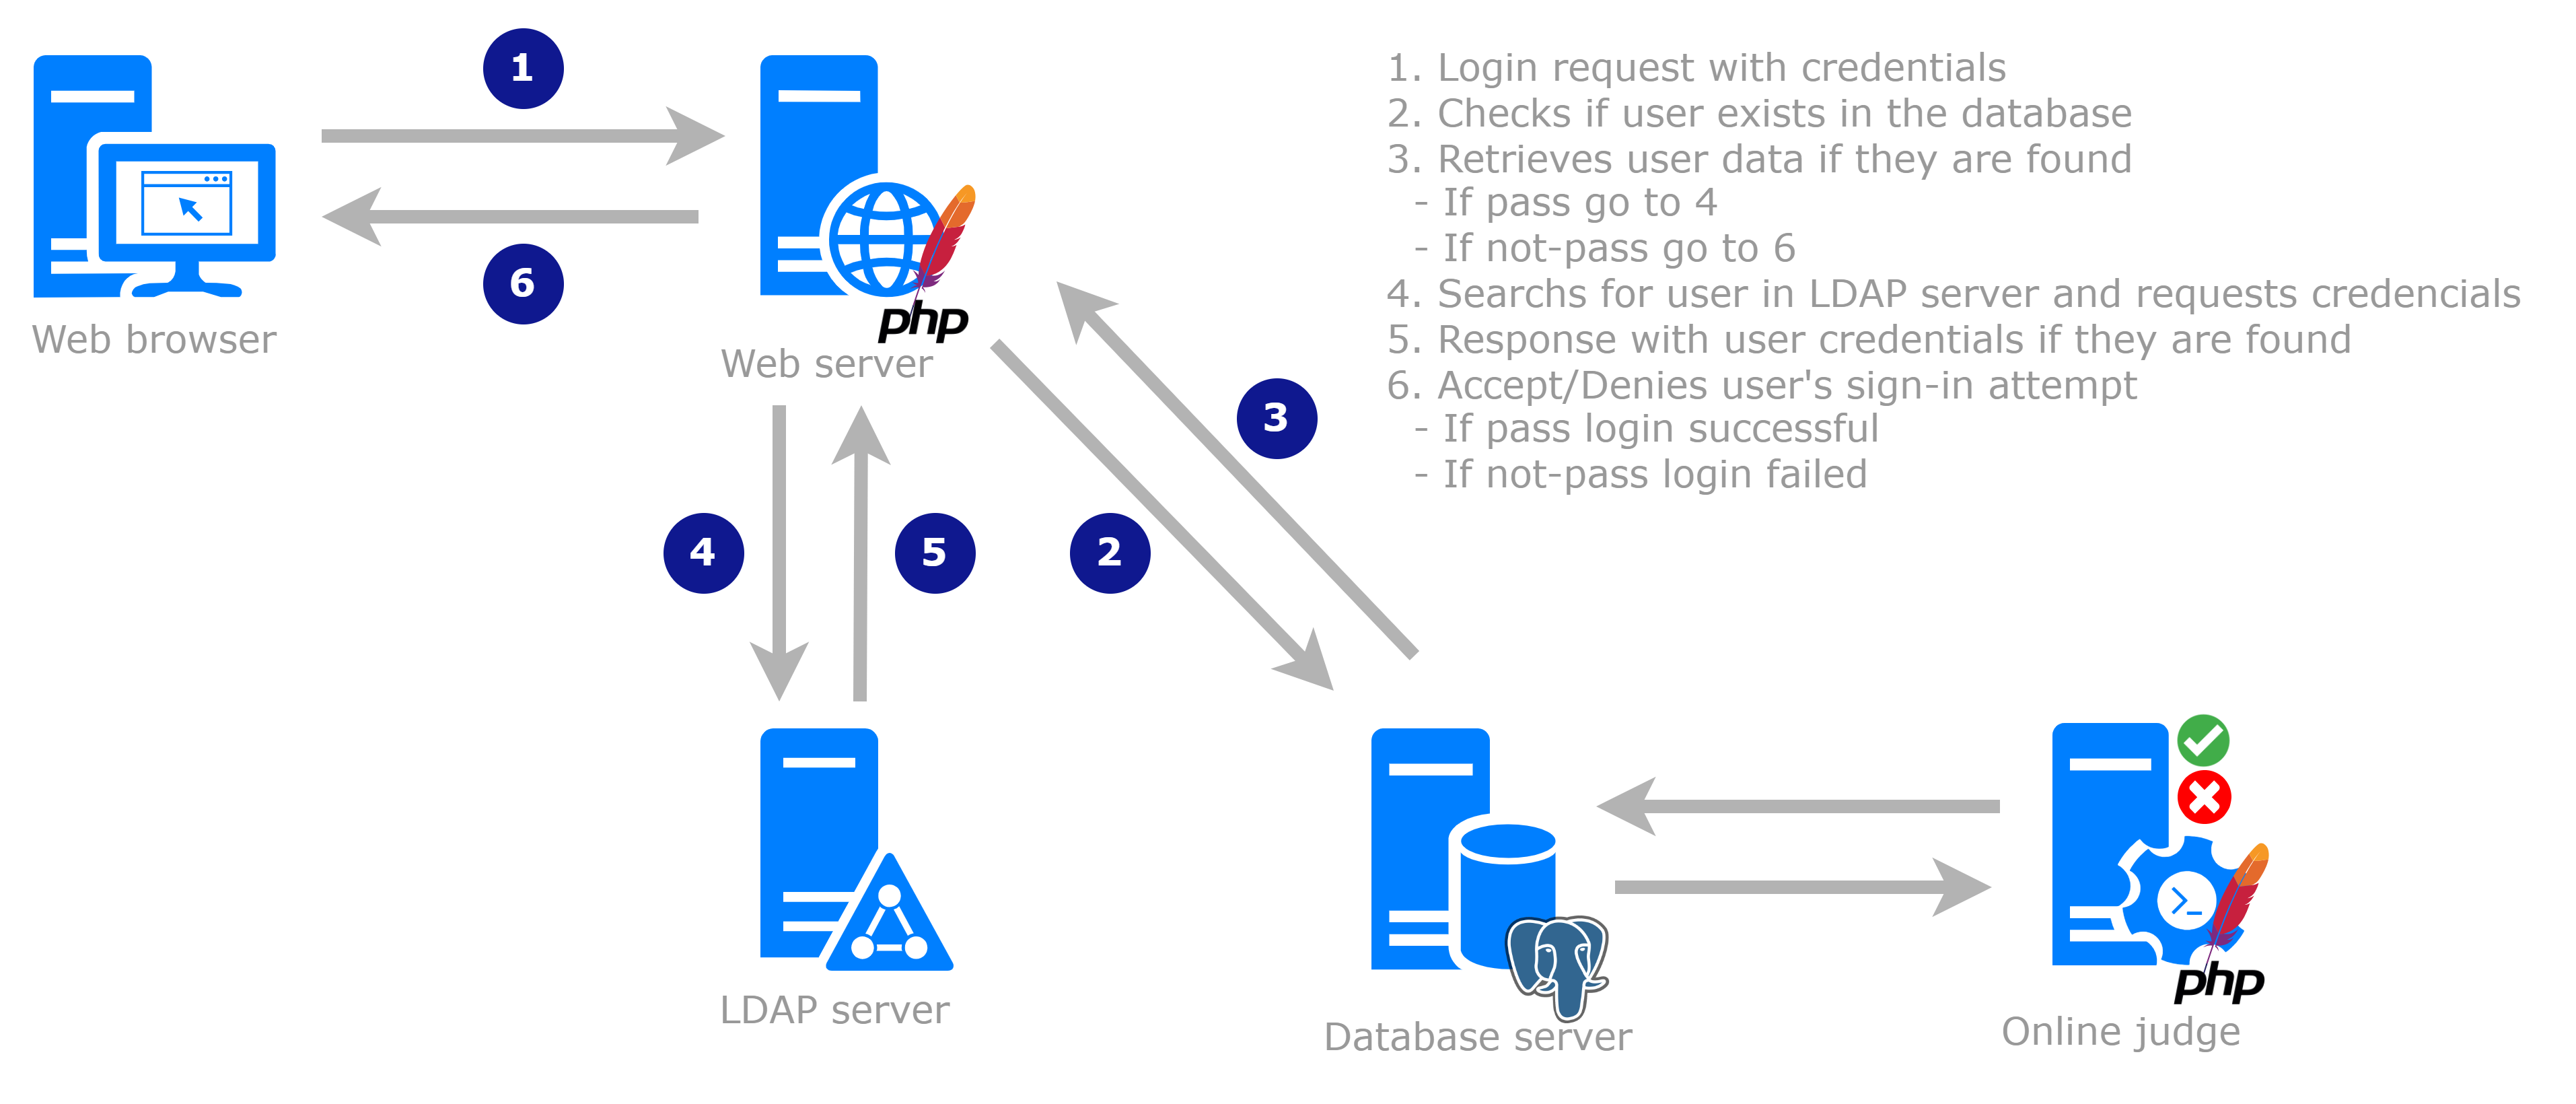 1
1. Login request with credentials
2. Checks if user exists in the database
3. Retrieves user data if they are found
- If pass go to 4
- If not-pass go to 6
4. Searchs for user in LDAP server and requests credencials
5. Response with user credentials if they are found
6. Accept/Denies user's sign-in attempt
- If pass login successful
- If not-pass login failed
6
php
Web browser
Web server
3
4
5
2
php
LDAP server
Database server
Online judge